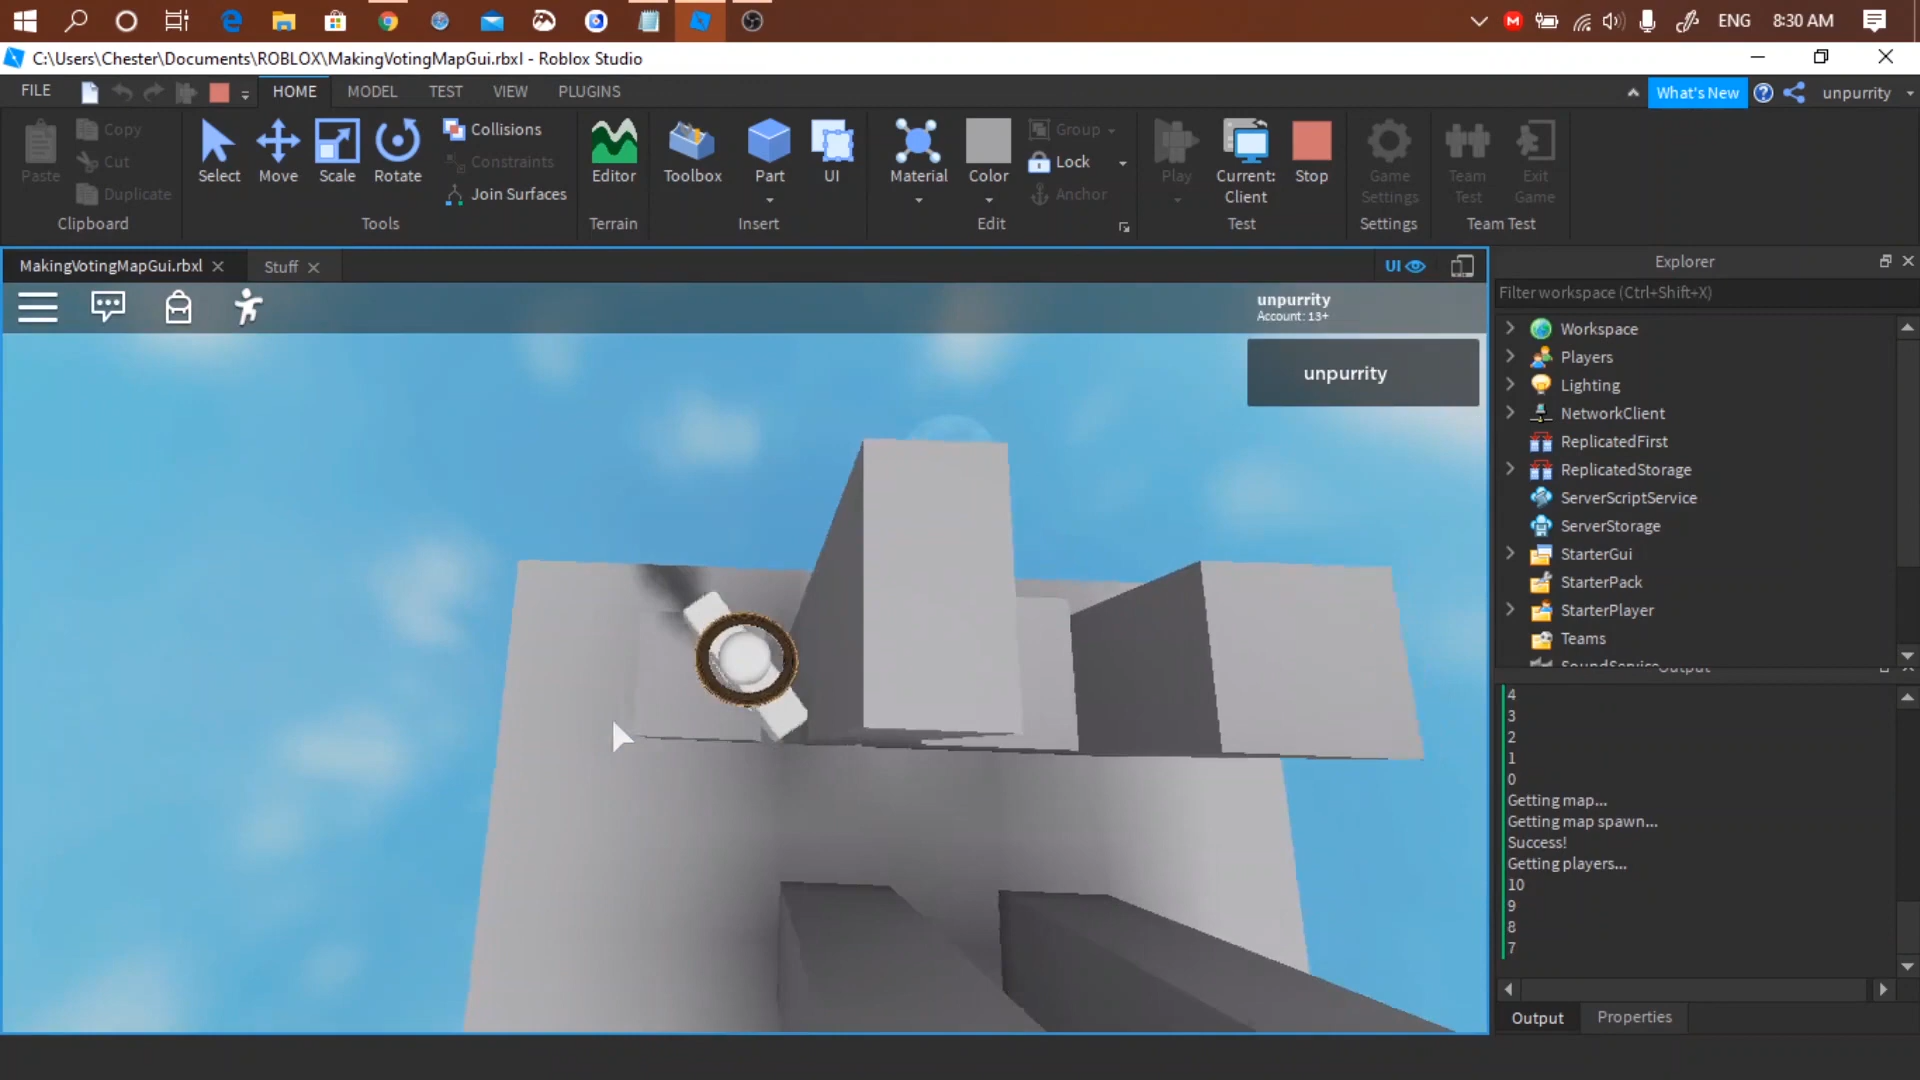 ENG 8:30 AM
C:\Users\Chester\Documents\ROBLOX\MakingVotingMapGui.rbxl - Roblox Studio
FILE HOME MODEL TEST VIEW PLUGINS What's New unpurrity
Copy
Cut
Duplicate
Paste
Clipboard
Select Move Scale Rotate
Collisions
Constraints
Join Surfaces
Tools
Editor
Terrain
Toolbox Part UI
Insert
Material Color
Group
Lock
Anchor
Edit
Play
Current:
Client
Stop
Test
Game
Settings
Settings
Team
Test
Exit
Game
Team Test
MakingVotingMapGui.rbxl Stuff UI
unpurrity
Account: 13+
unpurrity
Explorer
Filter workspace (Ctrl+Shift+X)
Workspace
Players
Lighting
NetworkClient
ReplicatedFirst
ReplicatedStorage
ServerScriptService
ServerStorage
StarterGui
StarterPack
StarterPlayer
Teams
SoundService
Output
4
3
2
1
0
Getting map...
Getting map spawn...
Success!
Getting players...
10
9
8
7
Output Properties